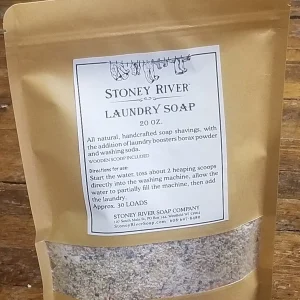 STONEY RIVER
LAUNDRY SOAP
20 OZ.
All natural, handcrafted soap shavings, with
the addition of laundry boosters borax powder
and washing soda.
WOODEN SCOOP INCLUDED
Directions for use:
Start the water, toss about 2 heaping scoops
directly into the washing machine, allow the
water to partially fill the machine, then add
the laundry.
Approx. 30 LOADS
STONEY RIVER SOAP COMPANY
StoneyRiverSoap.com